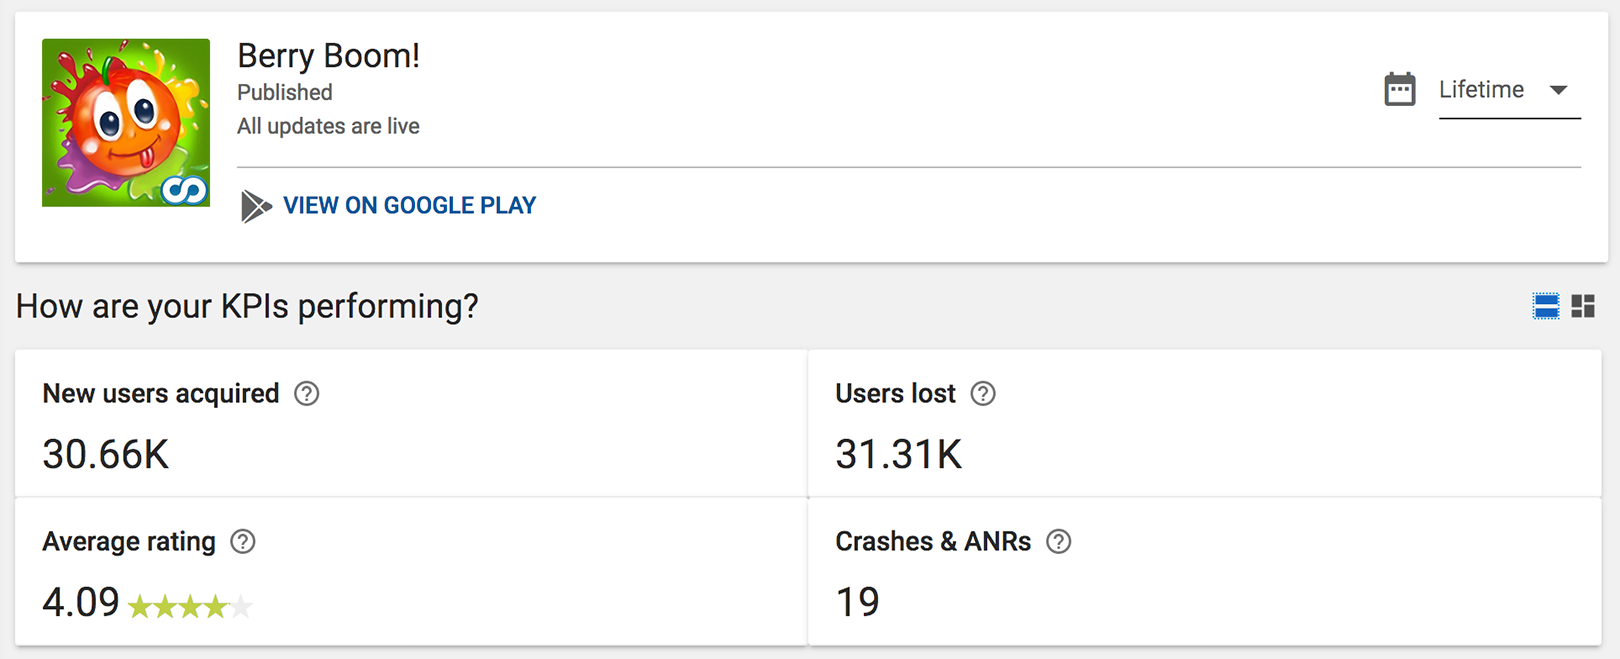 Berry Boom!
Published
All updates are live
Lifetime
VIEW ON GOOGLE PLAY
How are your KPIs performing?
New users acquired
30.66K
Users lost
31.31K
Average rating
4.09
Crashes & ANRs
19